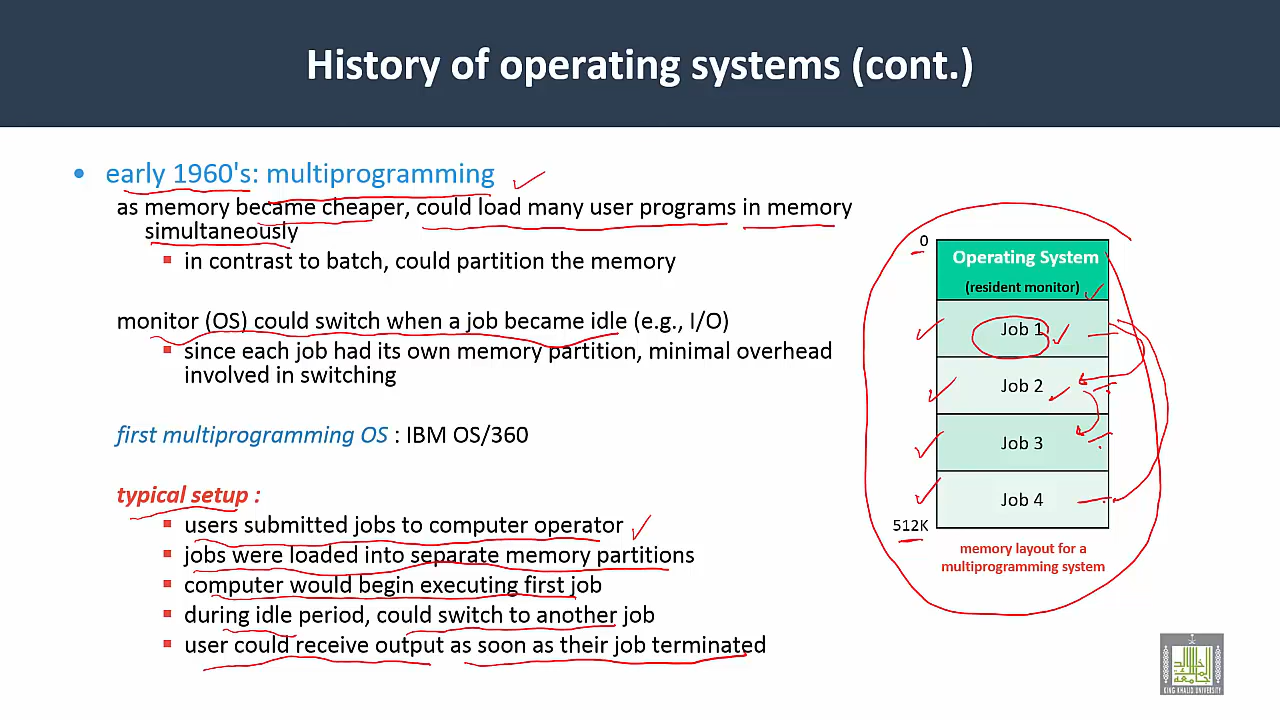 History of operating systems (cont.)
• early 1960's: multiprogramming
as memory became cheaper, could load many user programs in memory
simultaneously
▪ in contrast to batch, could partition the memory
monitor (OS) could switch when a job became idle (e.g., I/O)
▪ since each job had its own memory partition, minimal overhead
involved in switching
first multiprogramming OS : IBM OS/360
typical setup :
▪ users submitted jobs to computer operator
▪ jobs were loaded into separate memory partitions
▪ computer would begin executing first job
▪ during idle period, could switch to another job
▪ user could receive output as soon as their job terminated
0
Operating System
(resident monitor)
Job 1
Job 2
Job 3
Job 4
512K
memory layout for a
multiprogramming system
KING KHALID UNIVERSITY